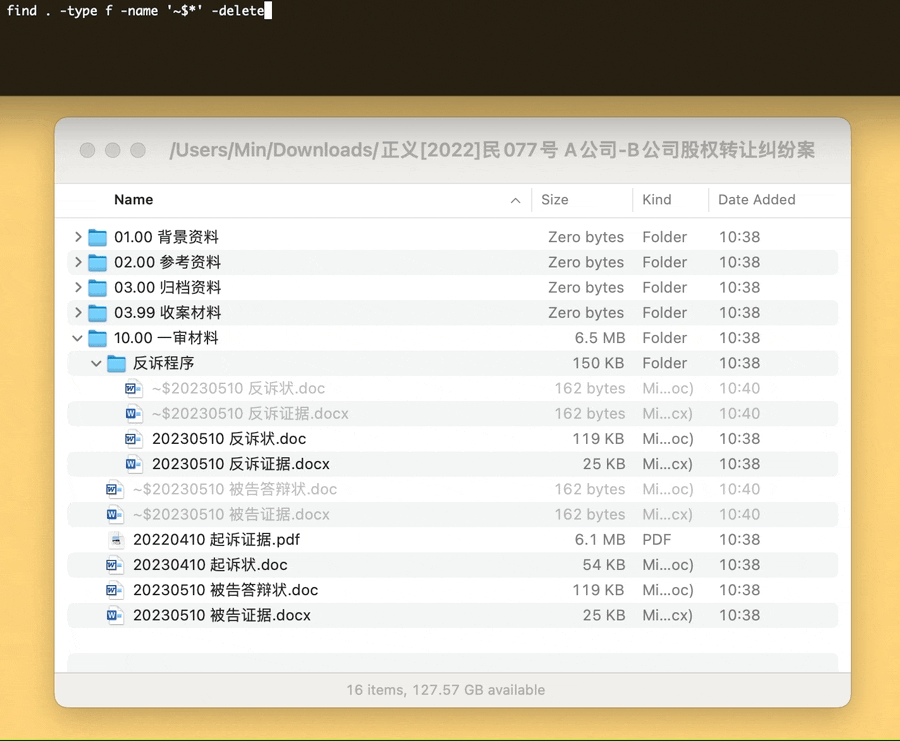 find . -type f -name '~$*' -delete
/Users/Min/Downloads/正义[2022]民077号 A公司-B公司股权转让纠纷案
Name Size Kind Date Added
01.00 背景资料 Zero bytes Folder 10:38
02.00 参考资料 Zero bytes Folder 10:38
03.00 归档资料 Zero bytes Folder 10:38
03.99 收案材料 Zero bytes Folder 10:38
10.00 一审材料 6.5 MB Folder 10:38
反诉程序 150 KB Folder 10:38
~$20230510 反诉状.doc 162 bytes Mi...oc) 10:40
~$20230510 反诉证据.docx 162 bytes Mi...cx) 10:40
20230510 反诉状.doc 119 KB Mi...oc) 10:38
20230510 反诉证据.docx 25 KB Mi...cx) 10:38
~$20230510 被告答辩状.doc 162 bytes Mi...oc) 10:40
~$20230510 被告证据.docx 162 bytes Mi...cx) 10:40
20220410 起诉证据.pdf 6.1 MB PDF 10:38
20230410 起诉状.doc 54 KB Mi...oc) 10:38
20230510 被告答辩状.doc 119 KB Mi...oc) 10:38
20230510 被告证据.docx 25 KB Mi...cx) 10:38
16 items, 127.57 GB available